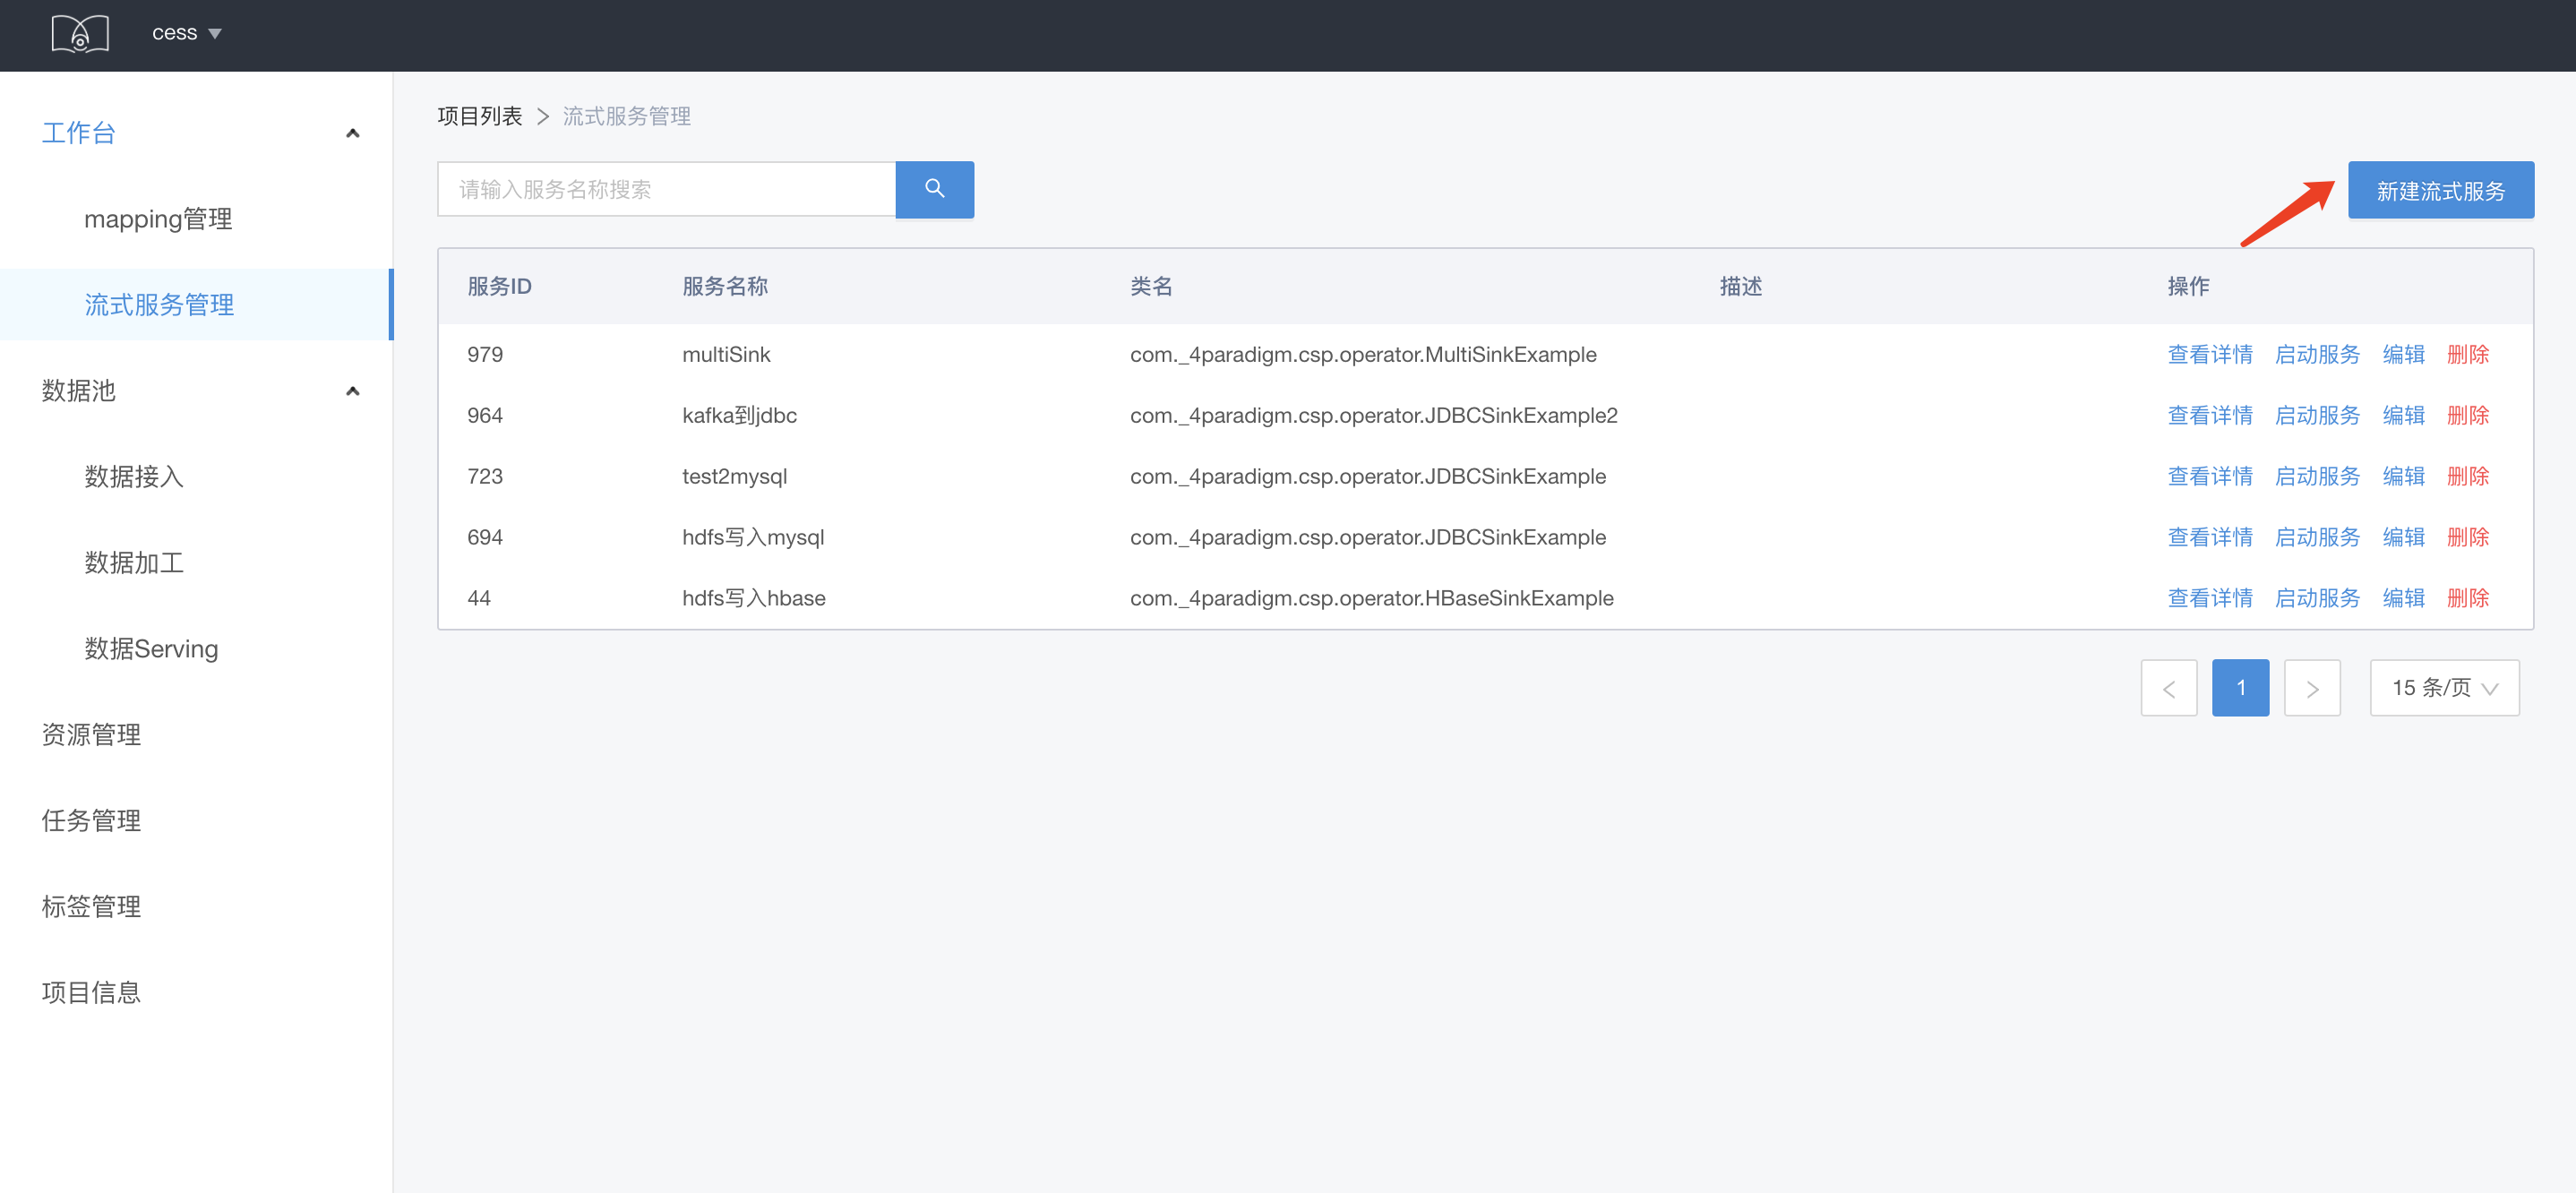 cess
工作台
mapping管理
流式服务管理
数据池
数据接入
数据加工
数据Serving
资源管理
任务管理
标签管理
项目信息
项目列表 > 流式服务管理
请输入服务名称搜索
新建流式服务
服务ID 服务名称 类名 描述 操作
979 multiSink com._4paradigm.csp.operator.MultiSinkExample 查看详情 启动服务 编辑 删除
964 kafka到jdbc com._4paradigm.csp.operator.JDBCSinkExample2 查看详情 启动服务 编辑 删除
723 test2mysql com._4paradigm.csp.operator.JDBCSinkExample 查看详情 启动服务 编辑 删除
694 hdfs写入mysql com._4paradigm.csp.operator.JDBCSinkExample 查看详情 启动服务 编辑 删除
44 hdfs写入hbase com._4paradigm.csp.operator.HBaseSinkExample 查看详情 启动服务 编辑 删除
< 1 > 15 条/页